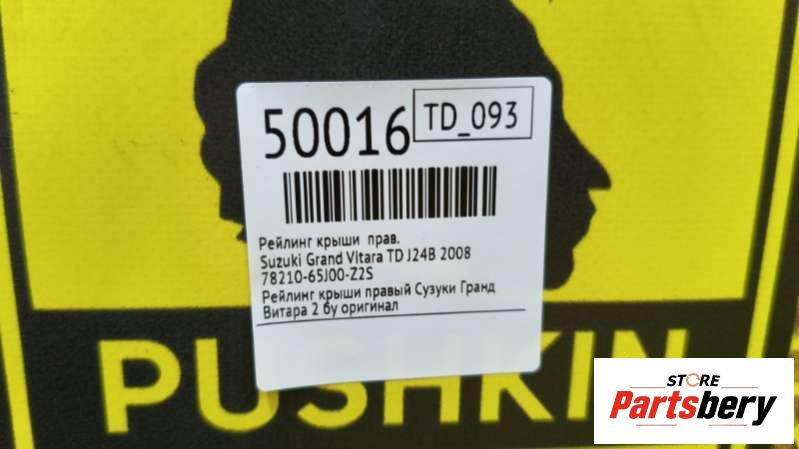 50016 TD_093
Рейлинг крыши прав.
Suzuki Grand Vitara TD J24B 2008
78210-65J00-Z2S
Рейлинг крыши правый Сузуки Гранд
Витара 2 бу оригинал
PUSHKIN
STORE
Partsbery